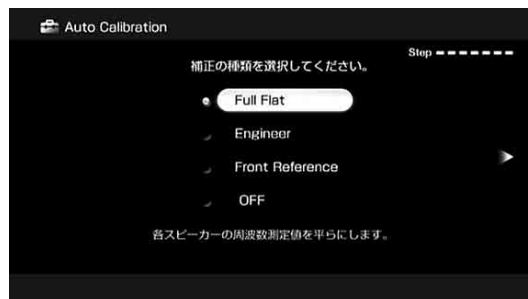 Auto Calibration
Step
補正の種類を選択してください。
Full Flat
Engineer
Front Reference
OFF
各スピーカーの周波数測定値を平らにします。